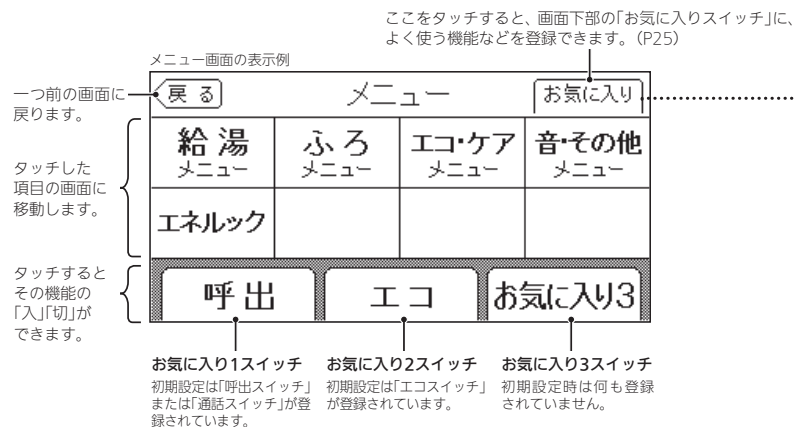 ここをタッチすると、画面下部の「お気に入りスイッチ」に、
よく使う機能などを登録できます。（P25）
メニュー画面の表示例
一つ前の画面に
戻ります。
戻る
メニュー
お気に入り
タッチした
項目の画面に
移動します。
給湯
メニュー
ふろ
メニュー
エコ・ケア
メニュー
音・その他
メニュー
エネルック
タッチすると
その機能の
「入」「切」が
できます。
呼出
エコ
お気に入り3
お気に入り1スイッチ
初期設定は「呼出スイッチ」
または「通話スイッチ」が登
録されています。
お気に入り2スイッチ
初期設定は「エコスイッチ」
が登録されています。
お気に入り3スイッチ
初期設定時は何も登録
されていません。